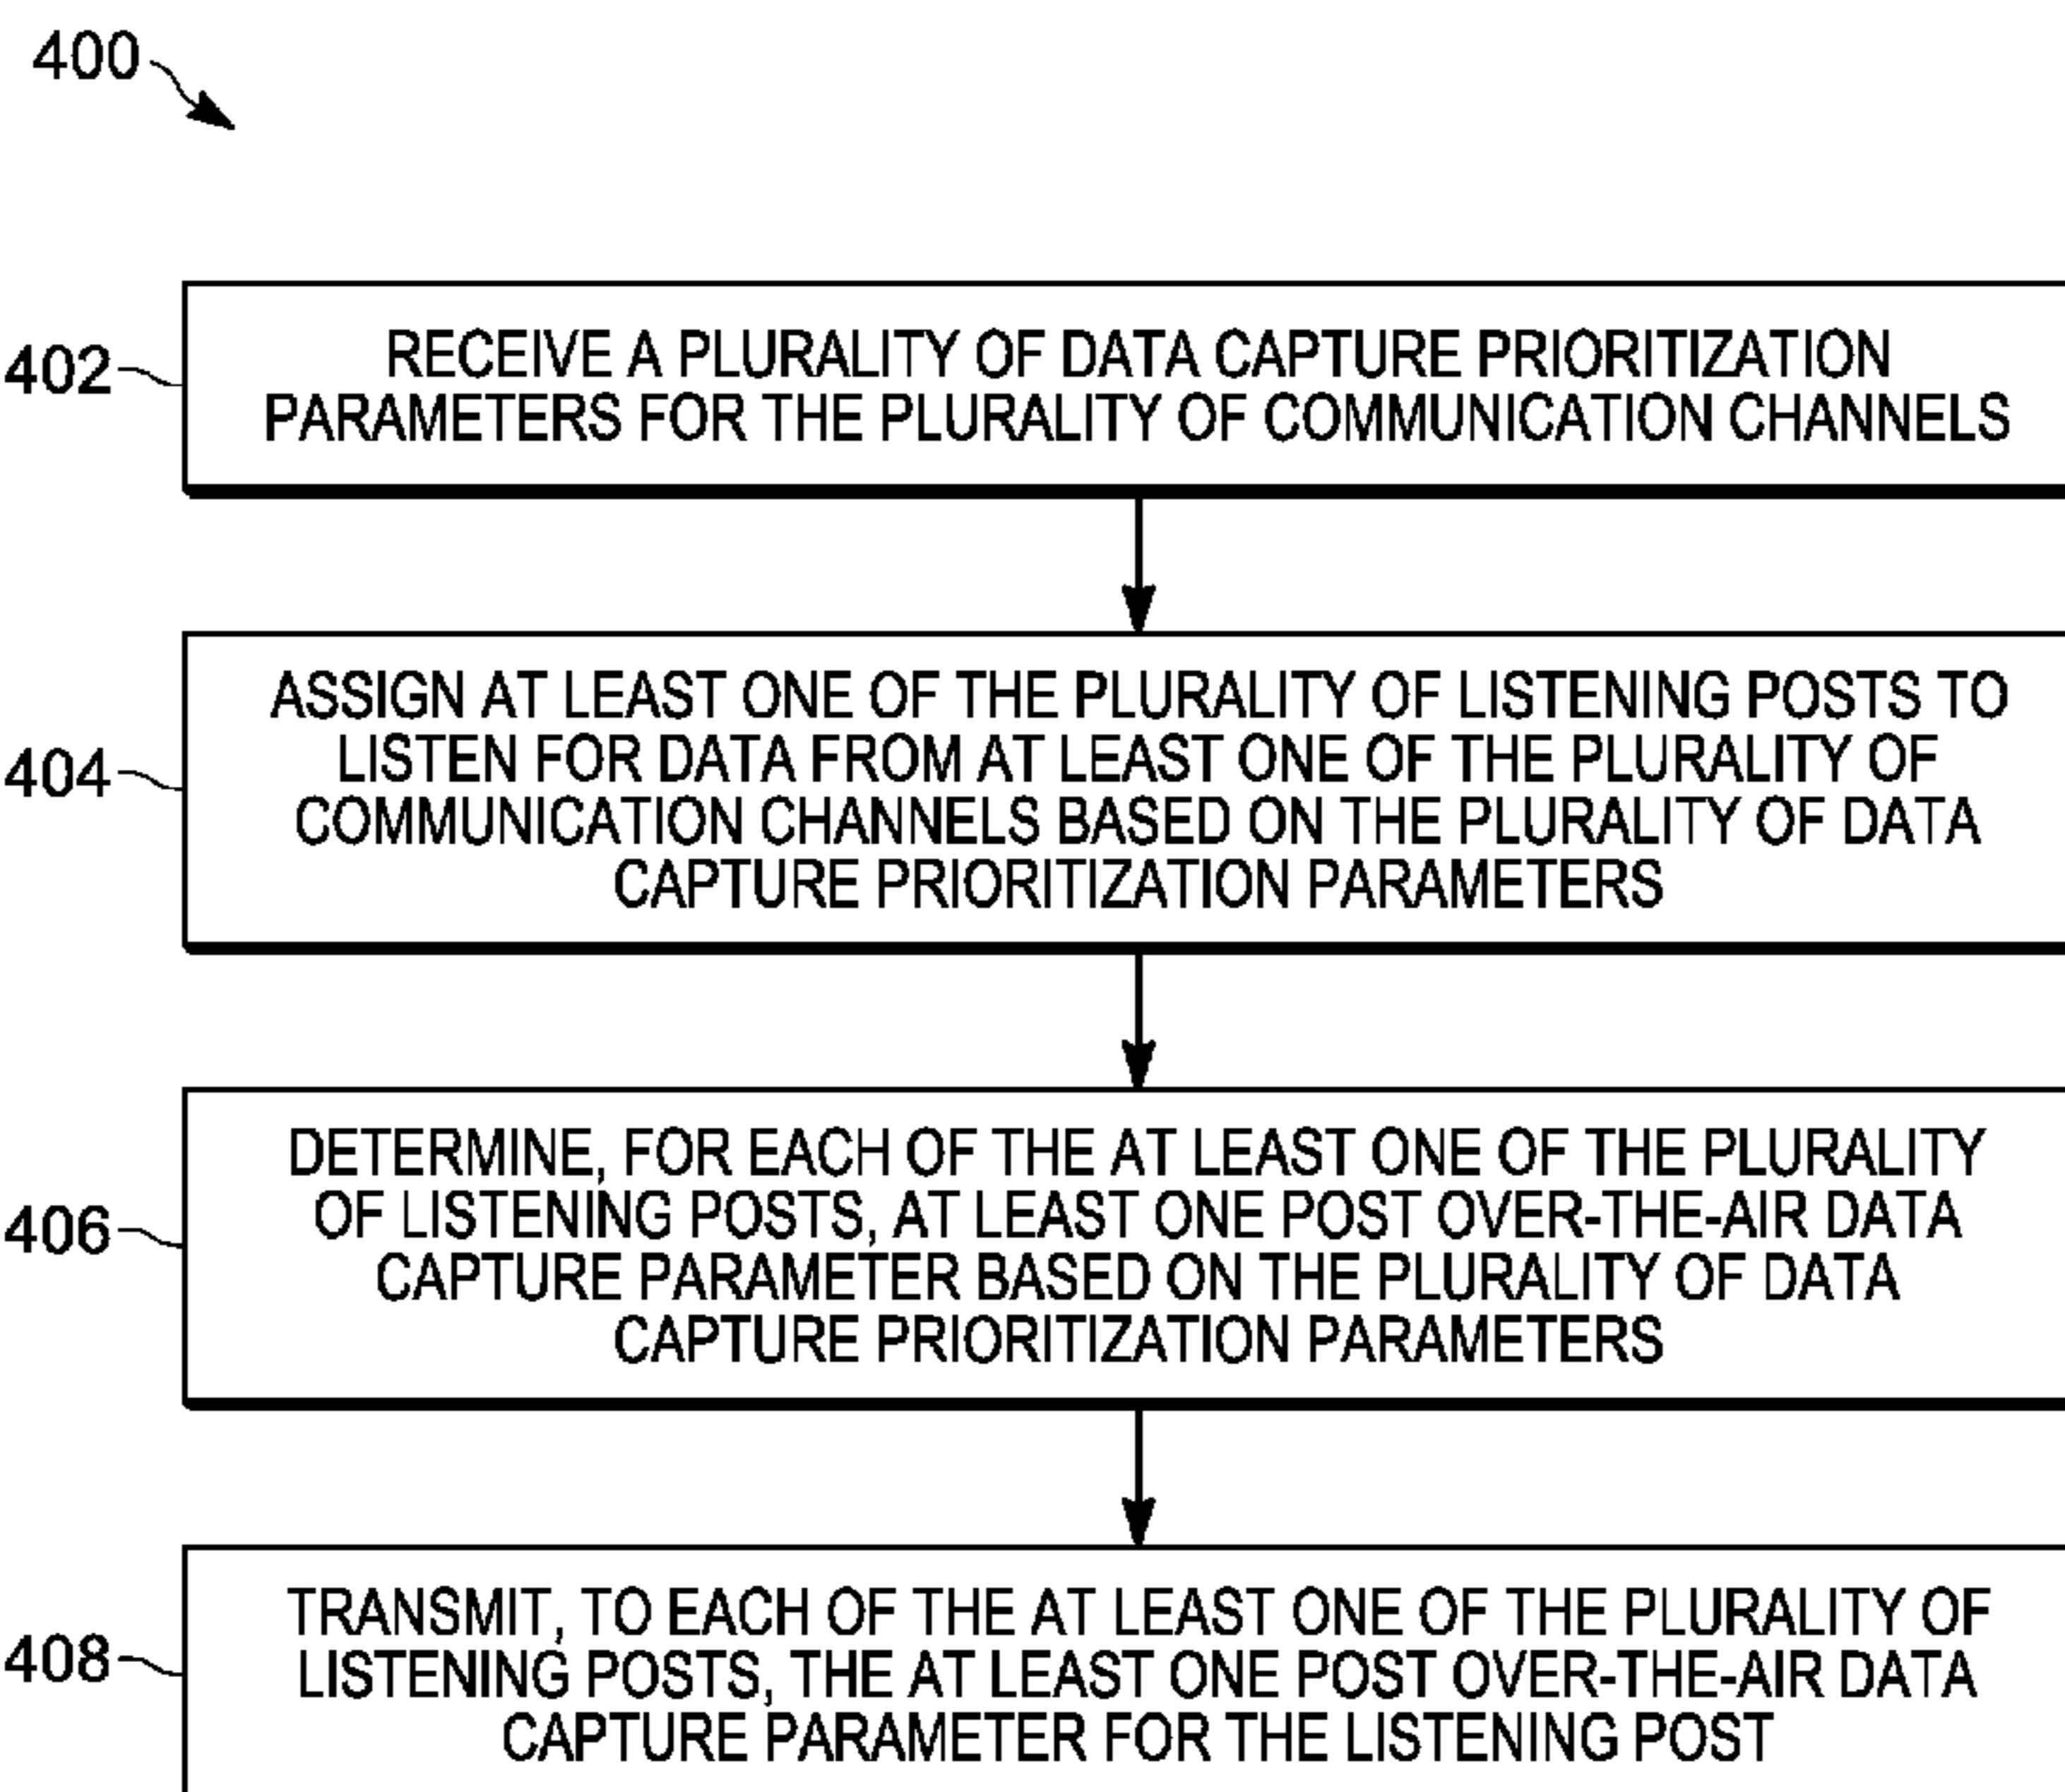 400
402
RECEIVE A PLURALITY OF DATA CAPTURE PRIORITIZATION
PARAMETERS FOR THE PLURALITY OF COMMUNICATION CHANNELS
404
ASSIGN AT LEAST ONE OF THE PLURALITY OF LISTENING POSTS TO
LISTEN FOR DATA FROM AT LEAST ONE OF THE PLURALITY OF
COMMUNICATION CHANNELS BASED ON THE PLURALITY OF DATA
CAPTURE PRIORITIZATION PARAMETERS
406
DETERMINE, FOR EACH OF THE AT LEAST ONE OF THE PLURALITY
OF LISTENING POSTS, AT LEAST ONE POST OVER-THE-AIR DATA
CAPTURE PARAMETER BASED ON THE PLURALITY OF DATA
CAPTURE PRIORITIZATION PARAMETERS
408
TRANSMIT, TO EACH OF THE AT LEAST ONE OF THE PLURALITY OF
LISTENING POSTS, THE AT LEAST ONE POST OVER-THE-AIR DATA
CAPTURE PARAMETER FOR THE LISTENING POST